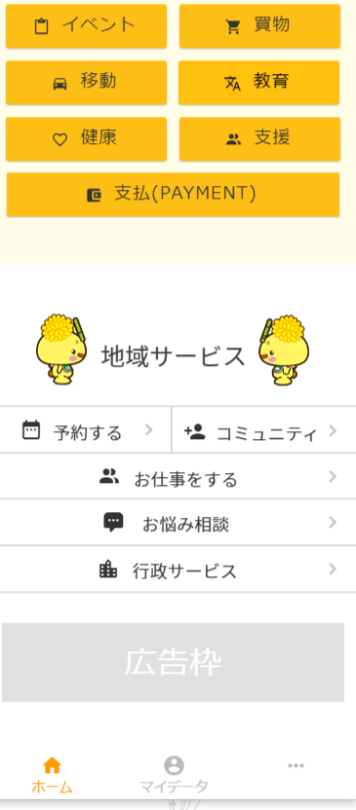 イベント
買物
移動
教育
健康
支援
支払(PAYMENT)
地域サービス
予約する
コミュニティ
お仕事をする
お悩み相談
行政サービス
広告枠
ホーム
マイデータ